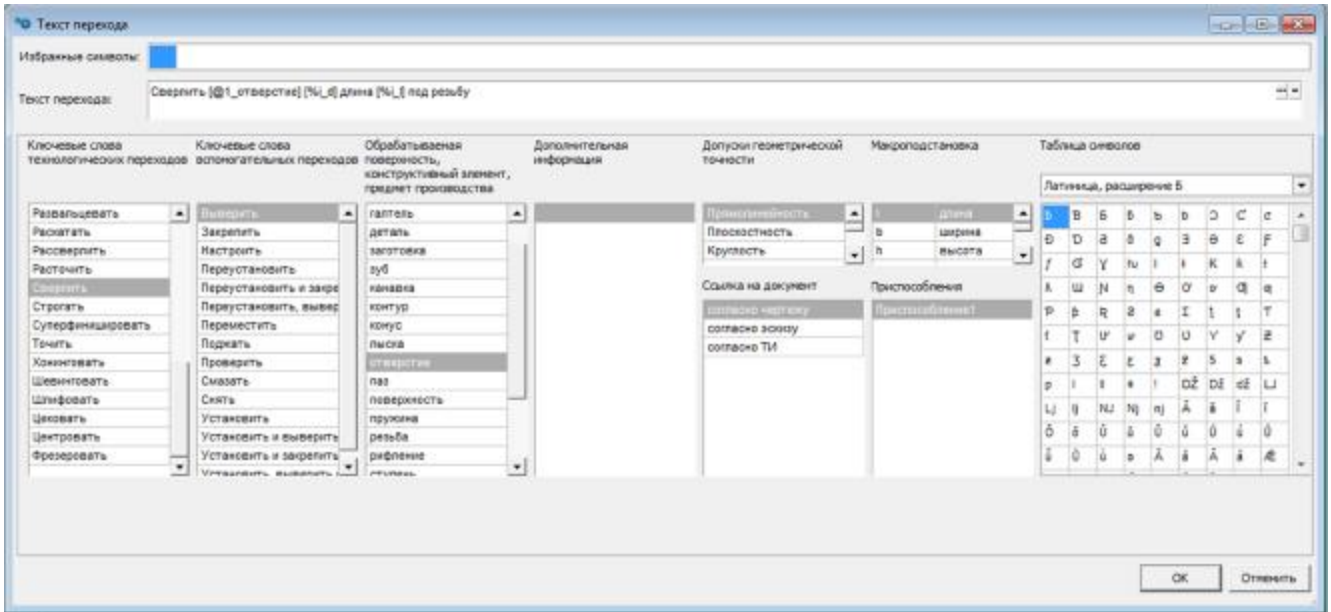 Текст перехода
Избранные символы:
Текст перехода:
Сверлить [@1_отверстие] [%i_d] длина [%i_l] под резьбу
Ключевые слова
технологических переходов
Развальцевать
Раскатать
Рассверлить
Расточить
Сверлить
Строгать
Суперфинишировать
Точить
Хонинговать
Шевинговать
Шлифовать
Цековать
Центровать
Фрезеровать
Ключевые слова
вспомогательных переходов
Выверить
Закрепить
Настроить
Переустановить
Переустановить и закре
Переустановить, вывер
Переместить
Поджать
Проверить
Смазать
Снять
Установить
Установить и выверить
Установить и закрепить
Установить, выверить
Обрабатываемая
поверхность,
конструктивный элемент,
предмет производства
галтель
деталь
заготовка
зуб
канавка
контур
конус
лыска
отверстие
паз
поверхность
пружина
резьба
рифление
ступень
Дополнительная
информация
Допуски геометрической
точности
Прямолинейность
Плоскостность
Круглость
Ссылка на документ
согласно чертежу
согласно эскизу
согласно ТИ
Макроподстановка
l длина
b ширина
h высота
Приспособления
Приспособление1
Таблица символов
Латиница, расширение Б
OK
Отменить